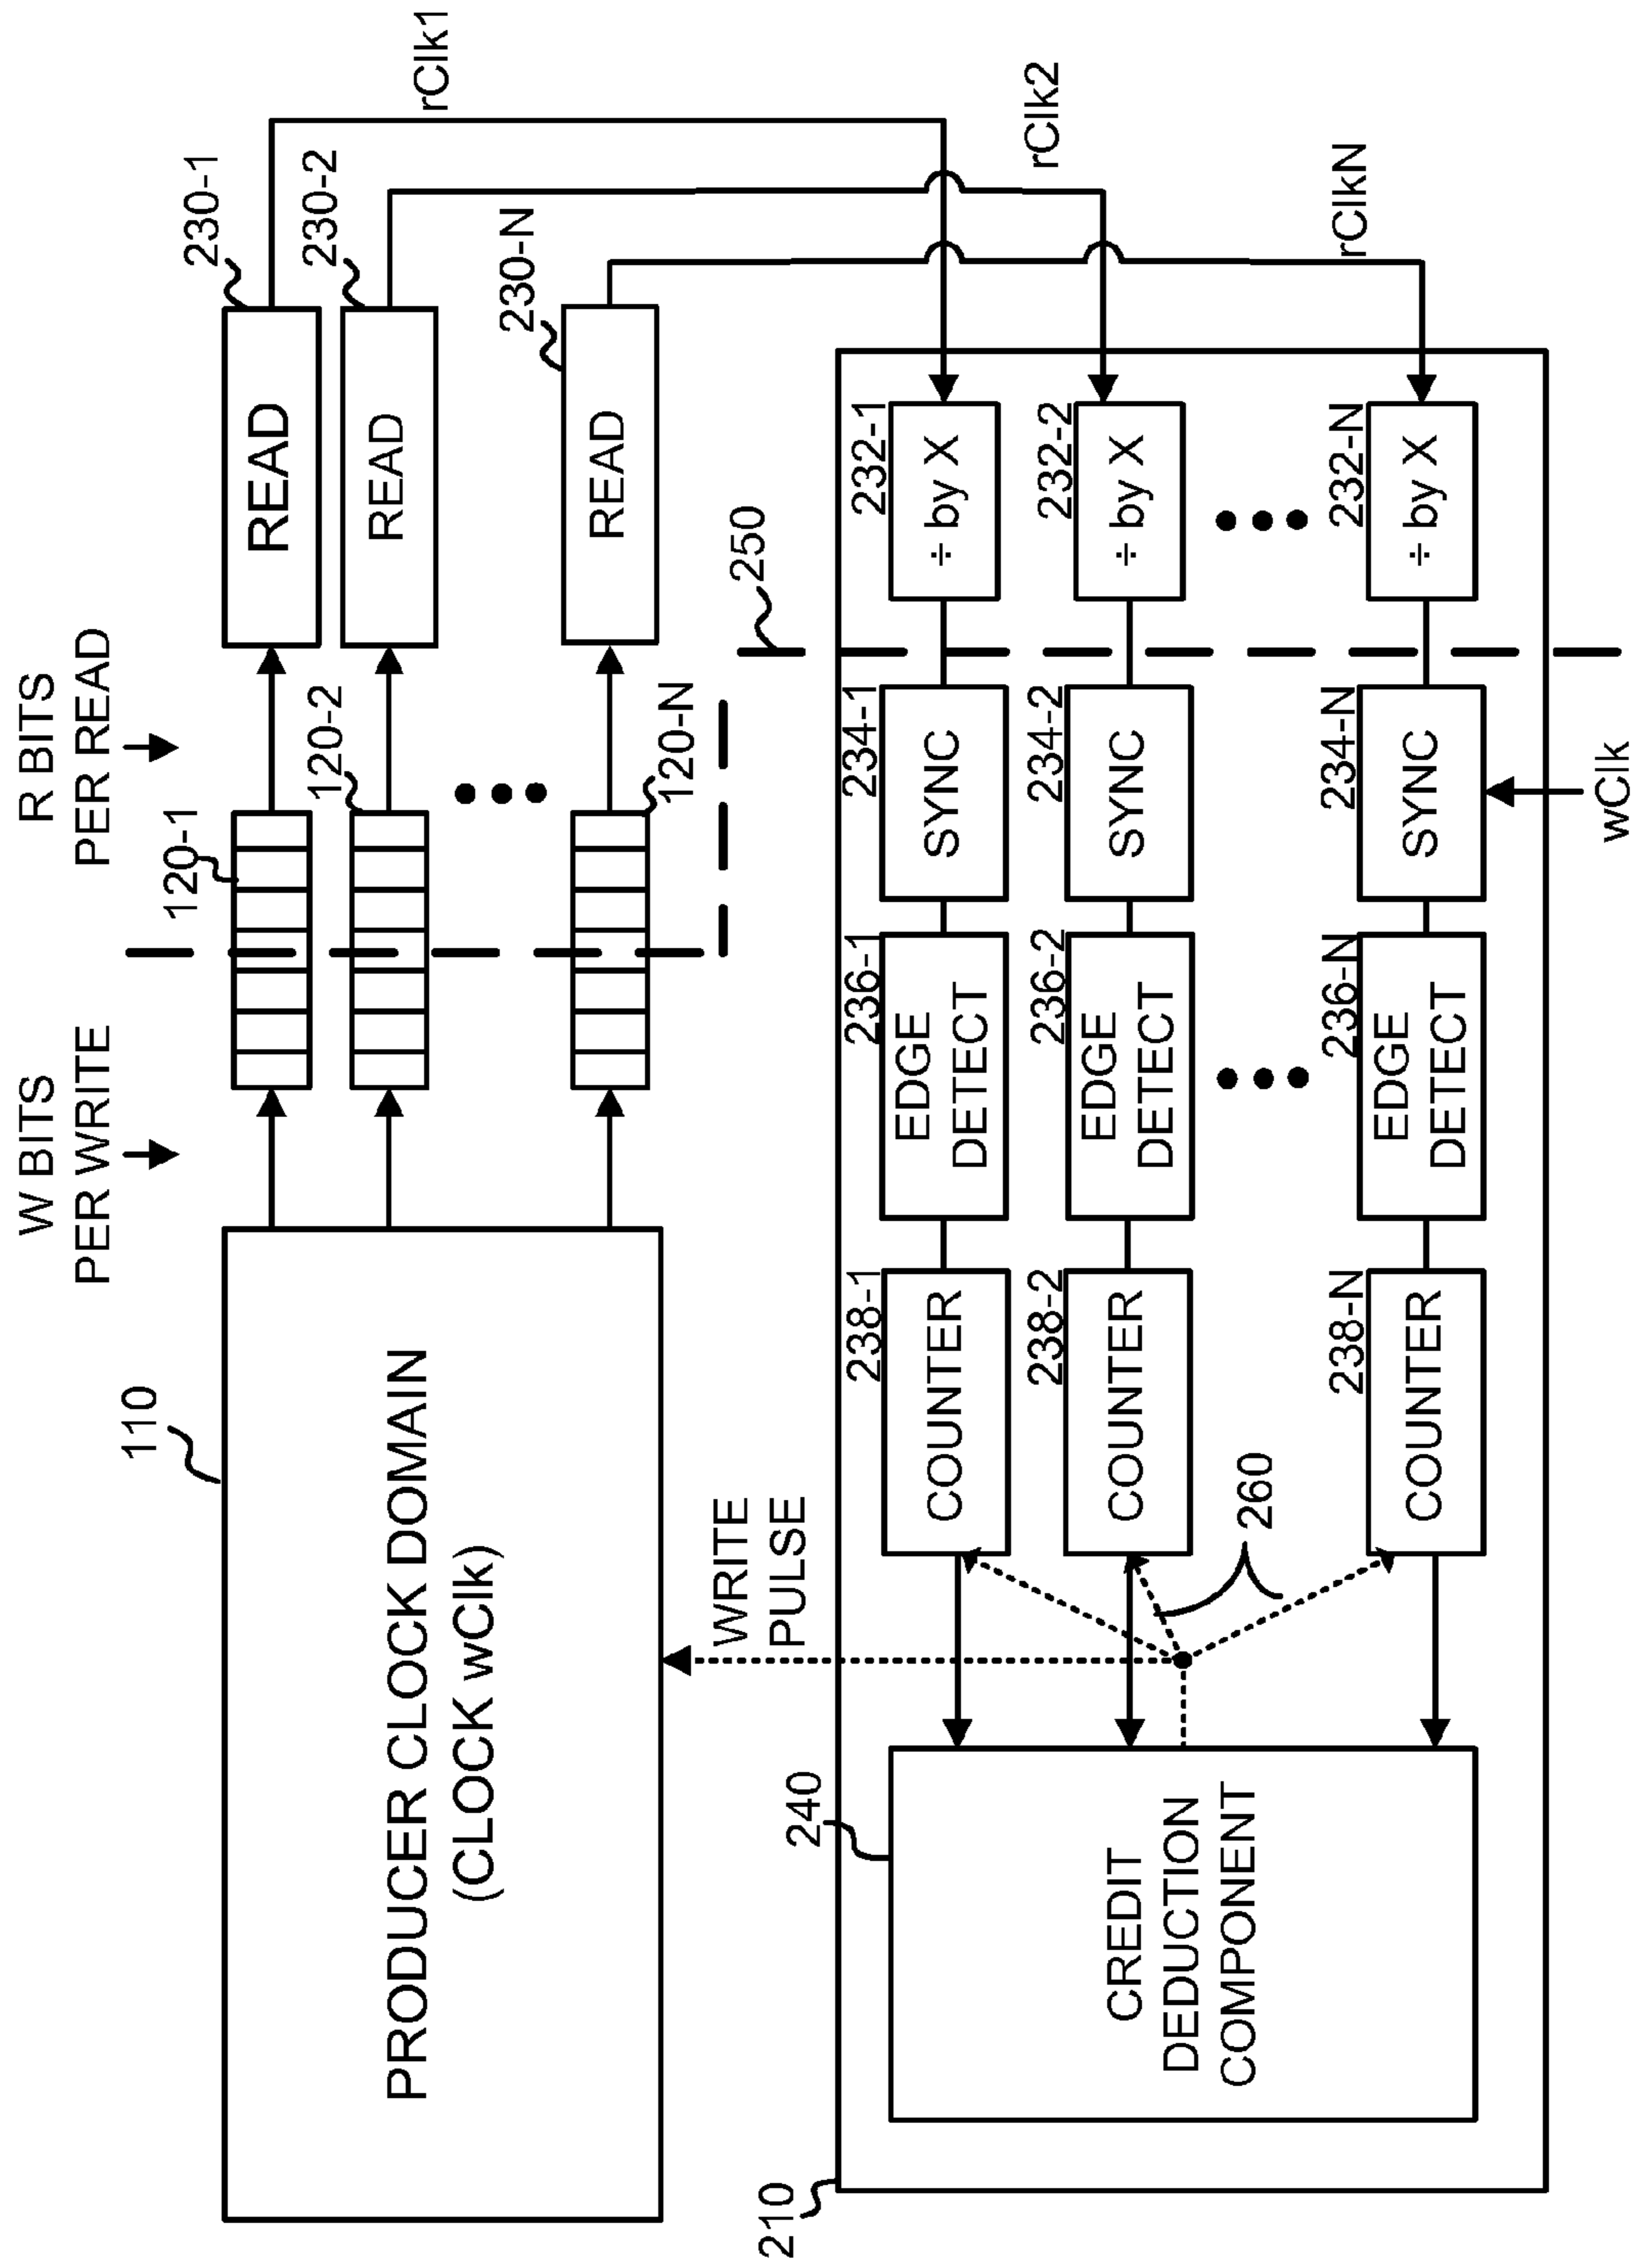 W BITS
PER WRITE
R BITS
PER READ
110
120-1
120-2
120-N
230-1
230-2
230-N
PRODUCER CLOCK DOMAIN
(CLOCK wClk)
READ
READ
READ
rClk1
rClk2
rClkN
WRITE
PULSE
250
210
240
CREDIT
DEDUCTION
COMPONENT
260
238-1
COUNTER
236-1
EDGE
DETECT
234-1
SYNC
232-1
÷ by X
238-2
COUNTER
236-2
EDGE
DETECT
234-2
SYNC
232-2
÷ by X
238-N
COUNTER
236-N
EDGE
DETECT
234-N
SYNC
232-N
÷ by X
wClk